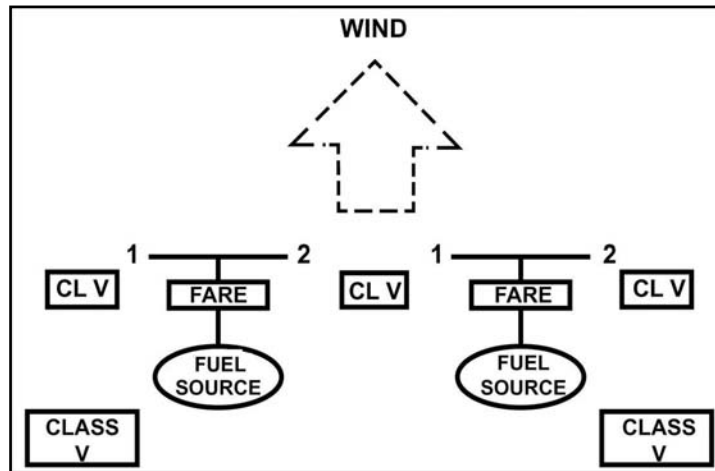 WIND
1 2 1 2
CL V FARE CL V FARE CL V
FUEL FUEL
SOURCE SOURCE
CLASS CLASS
V V